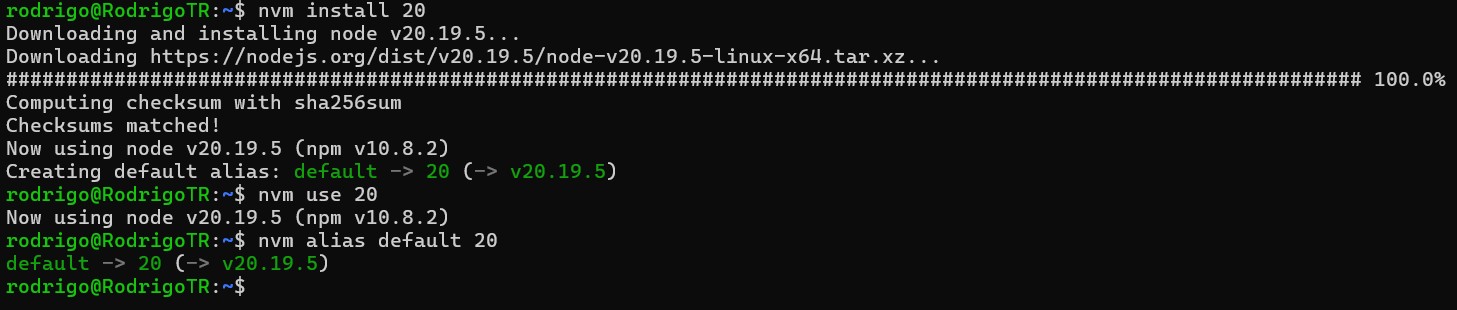 rodrigo@RodrigoTR:~$ nvm install 20
Downloading and installing node v20.19.5...
Downloading https://nodejs.org/dist/v20.19.5/node-v20.19.5-linux-x64.tar.xz...
################################################################################################################# 100.0%
Computing checksum with sha256sum
Checksums matched!
Now using node v20.19.5 (npm v10.8.2)
Creating default alias: default -> 20 (-> v20.19.5)
rodrigo@RodrigoTR:~$ nvm use 20
Now using node v20.19.5 (npm v10.8.2)
rodrigo@RodrigoTR:~$ nvm alias default 20
default -> 20 (-> v20.19.5)
rodrigo@RodrigoTR:~$